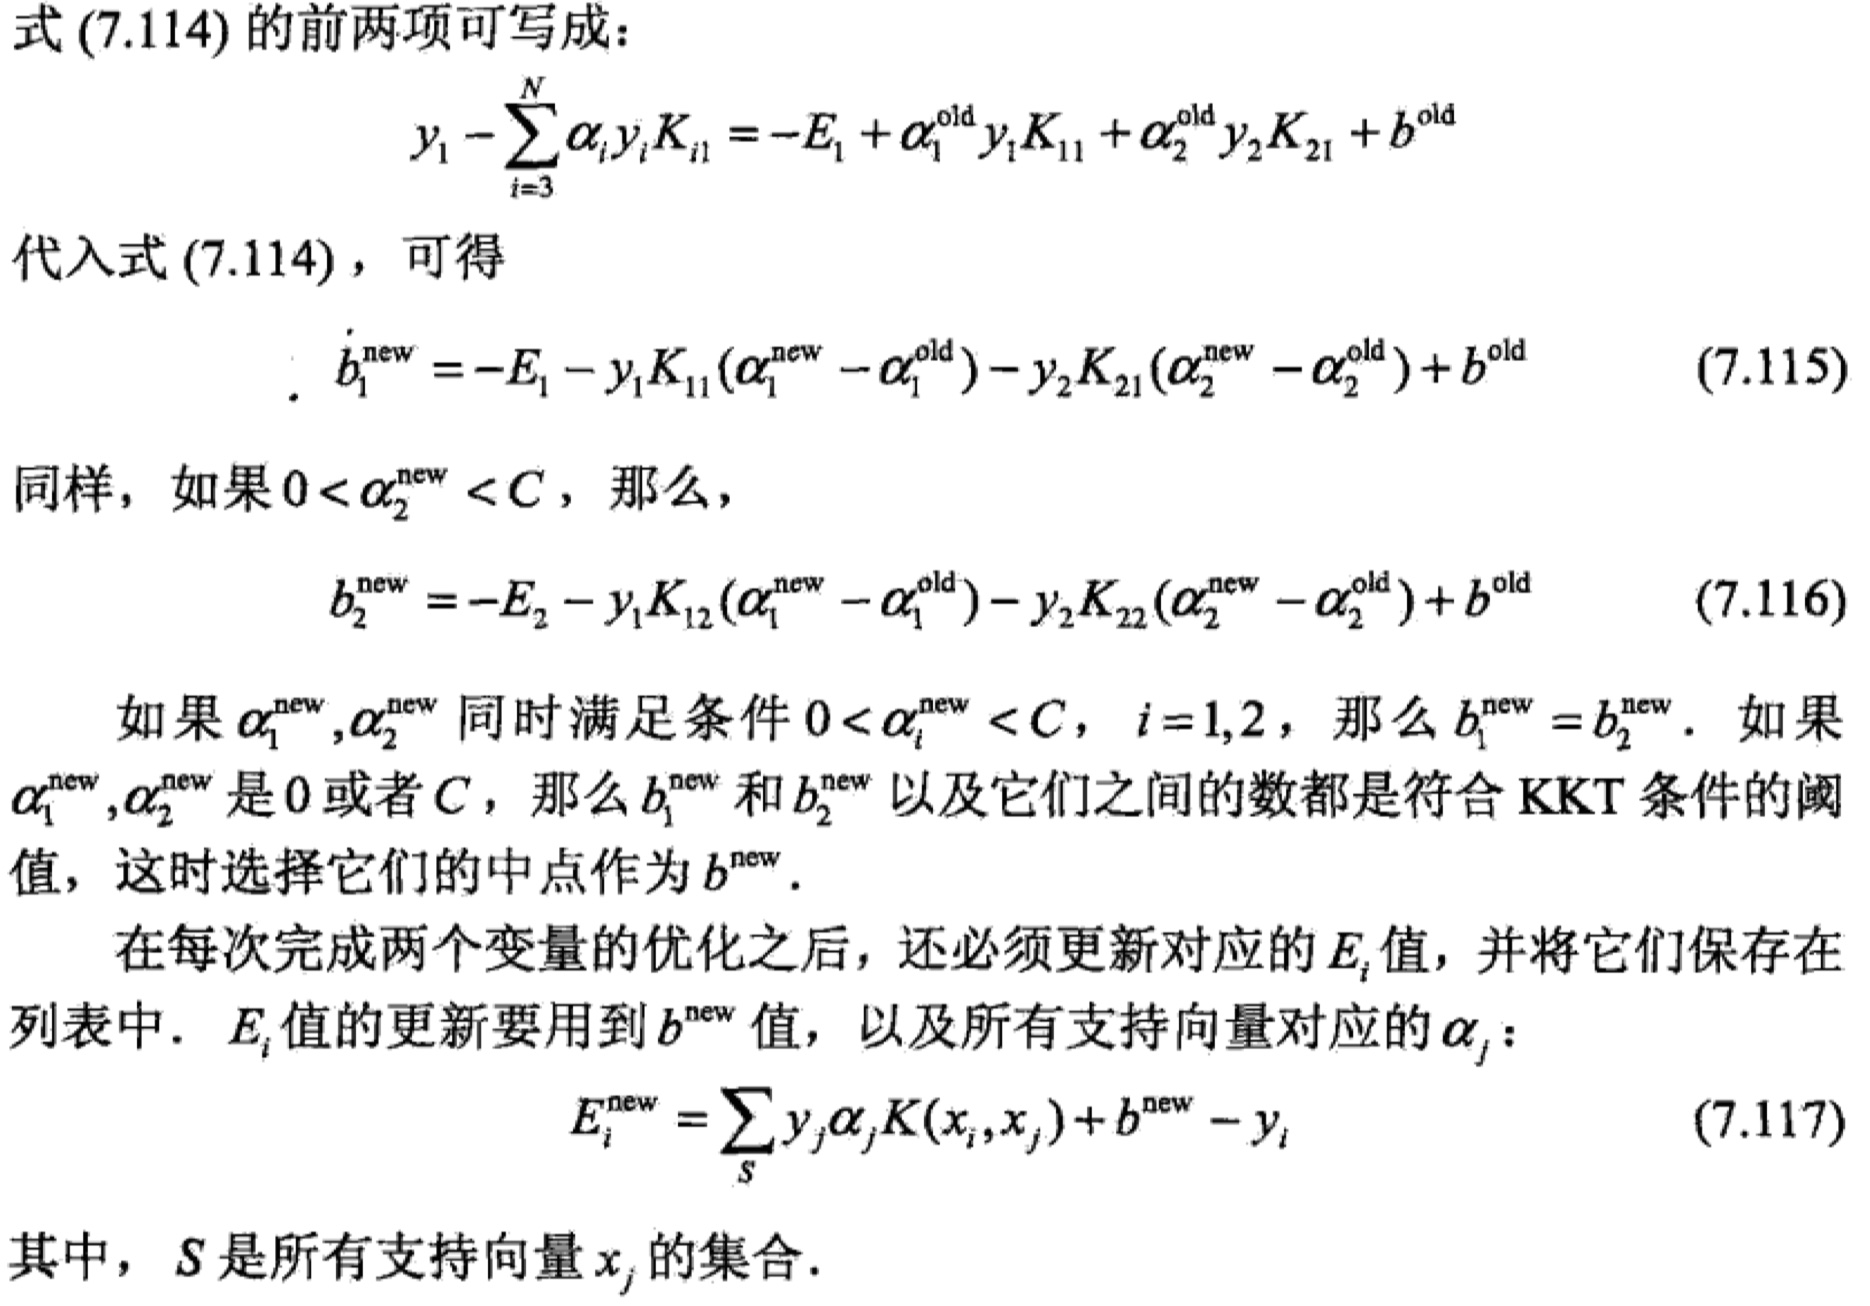 式 (7.114) 的前两项可写成：
$y_1 - \sum_{i=3}^{N} \alpha_i y_i K_{i1} = -E_1 + \alpha_1^{\text{old}} y_1 K_{11} + \alpha_2^{\text{old}} y_2 K_{21} + b^{\text{old}}$
代入式 (7.114)，可得
$b_1^{\text{new}} = -E_1 - y_1 K_{11}(\alpha_1^{\text{new}} - \alpha_1^{\text{old}}) - y_2 K_{21}(\alpha_2^{\text{new}} - \alpha_2^{\text{old}}) + b^{\text{old}}$ (7.115)
同样，如果 $0 < \alpha_2^{\text{new}} < C$，那么，
$b_2^{\text{new}} = -E_2 - y_1 K_{12}(\alpha_1^{\text{new}} - \alpha_1^{\text{old}}) - y_2 K_{22}(\alpha_2^{\text{new}} - \alpha_2^{\text{old}}) + b^{\text{old}}$ (7.116)
如果 $\alpha_1^{\text{new}}, \alpha_2^{\text{new}}$ 同时满足条件 $0 < \alpha_i^{\text{new}} < C$，$i = 1,2$，那么 $b_1^{\text{new}} = b_2^{\text{new}}$．如果
$\alpha_1^{\text{new}}, \alpha_2^{\text{new}}$ 是 0 或者 $C$，那么 $b_1^{\text{new}}$ 和 $b_2^{\text{new}}$ 以及它们之间的数都是符合 KKT 条件的阈
值，这时选择它们的中点作为 $b^{\text{new}}$．
在每次完成两个变量的优化之后，还必须更新对应的 $E_i$ 值，并将它们保存在
列表中．$E_i$ 值的更新要用到 $b^{\text{new}}$ 值，以及所有支持向量对应的 $\alpha_j$：
$E_i^{\text{new}} = \sum_{S} y_j \alpha_j K(x_i, x_j) + b^{\text{new}} - y_i$ (7.117)
其中，$S$ 是所有支持向量 $x_j$ 的集合．